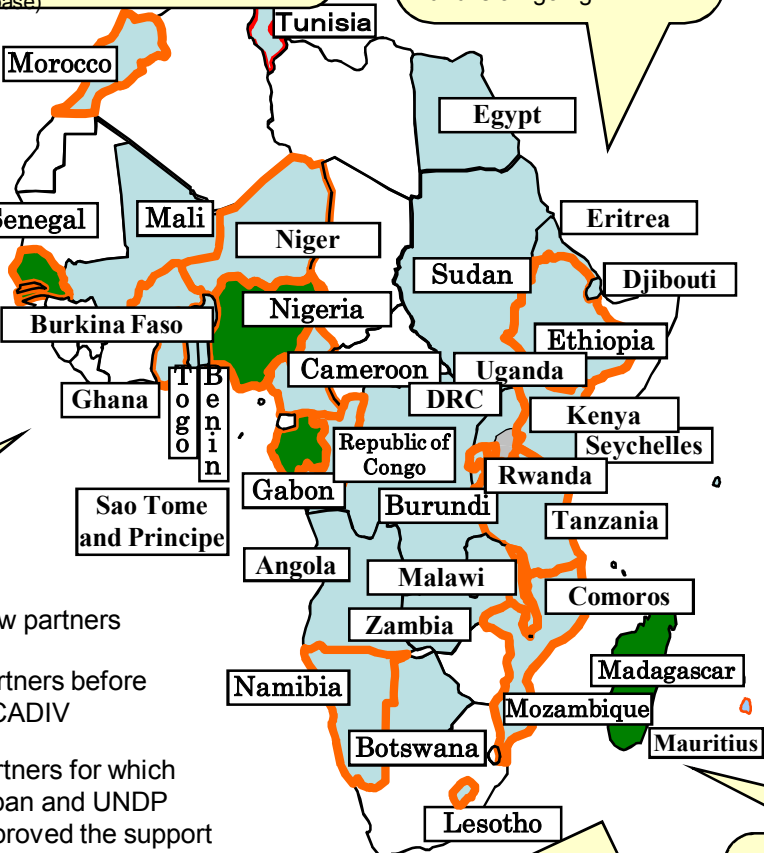 Tunisia
Morocco
Egypt
Senegal
Mali
Eritrea
Niger
Sudan
Djibouti
Nigeria
Burkina Faso
Ethiopia
Cameroon
Uganda
Togo
Benin
Ghana
DRC
Kenya
Republic of
Congo
Seychelles
Rwanda
Gabon
Burundi
Sao Tome
and Principe
Tanzania
Angola
Malawi
Comoros
w partners
Zambia
rtners before
CADIV
Madagascar
Namibia
Mozambique
Botswana
Mauritius
rtners for which
pan and UNDP
proved the support
Lesotho